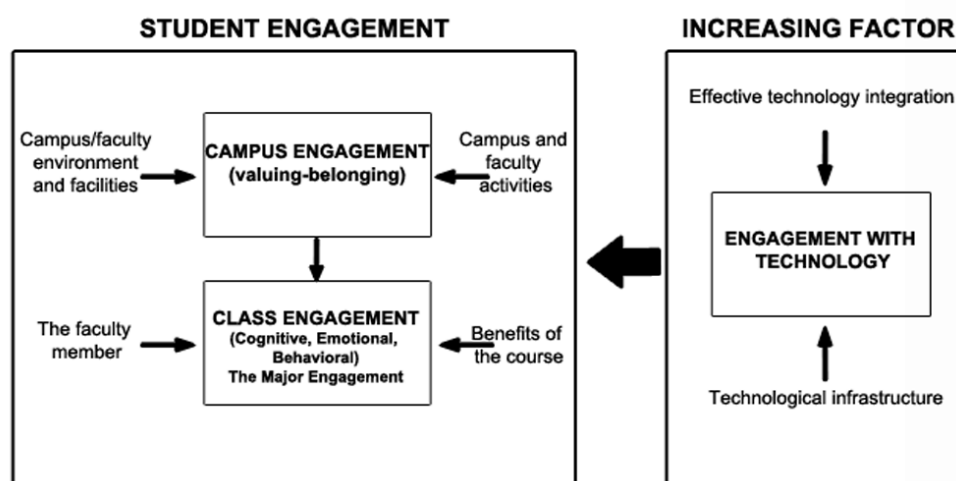 STUDENT ENGAGEMENT
Campus/faculty
environment
and facilities
CAMPUS ENGAGEMENT
(valuing-belonging)
Campus and
faculty
activities
The faculty
member
CLASS ENGAGEMENT
(Cognitive, Emotional,
Behavioral)
The Major Engagement
Benefits of
the course
INCREASING FACTOR
Effective technology integration
ENGAGEMENT WITH
TECHNOLOGY
Technological infrastructure